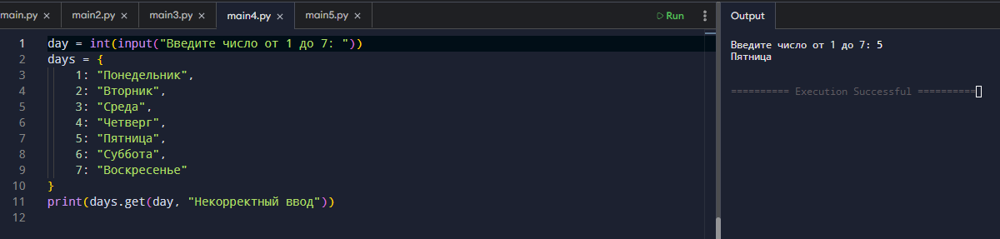 main.py × main2.py × main3.py × main4.py × main5.py × Run Output
1 day = int(input("Введите число от 1 до 7: "))
2 days = {
3 1: "Понедельник",
4 2: "Вторник",
5 3: "Среда",
6 4: "Четверг",
7 5: "Пятница",
8 6: "Суббота",
9 7: "Воскресенье"
10 }
11 print(days.get(day, "Некорректный ввод"))
12
Введите число от 1 до 7: 5
Пятница
========== Execution Successful ==========